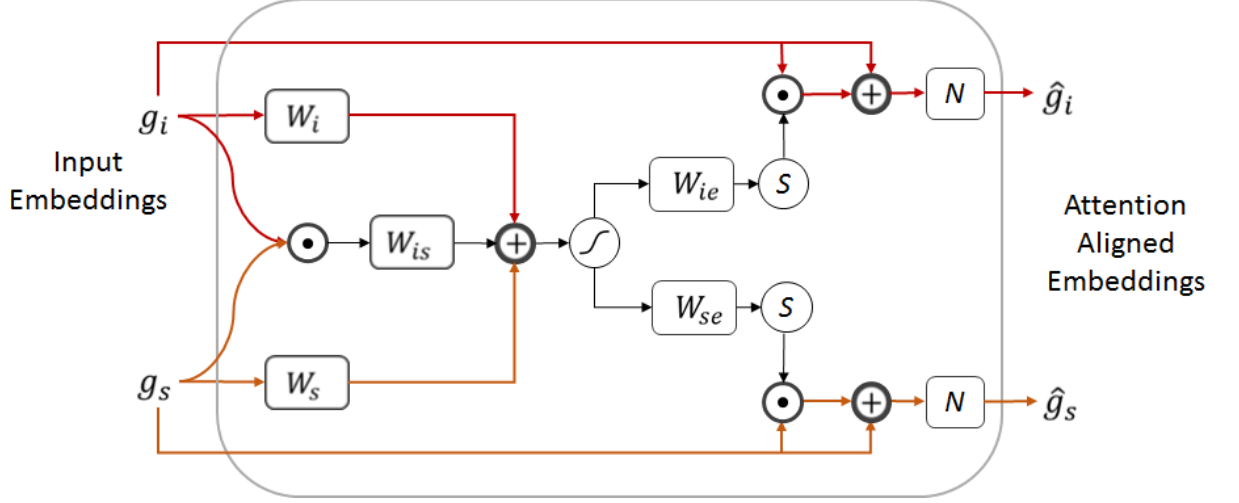 g_i
Input
Embeddings
g_s
W_i
W_is
W_s
W_ie
S
W_se
S
N
N
ĝ_i
Attention
Aligned
Embeddings
ĝ_s